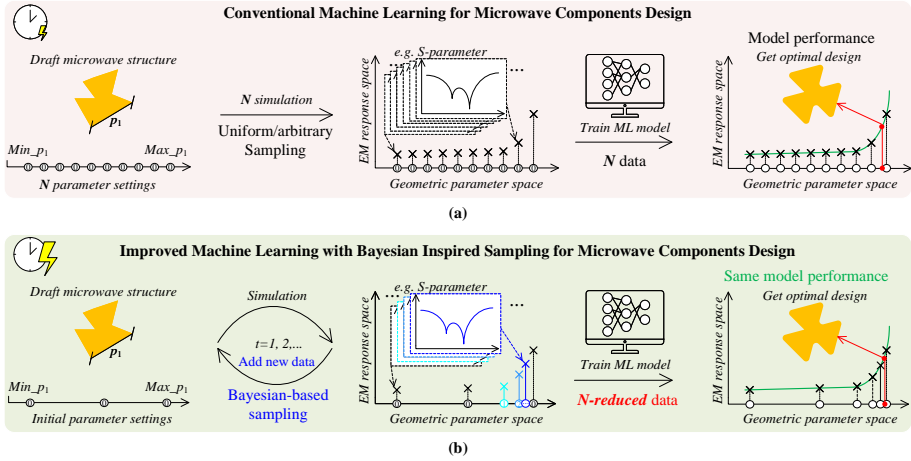 Conventional Machine Learning for Microwave Components Design
Draft microwave structure
p₁
Min_p₁
Max_p₁
N parameter settings
N simulation
Uniform/arbitrary
Sampling
EM response space
e.g. S-parameter
...
Geometric parameter space
Train ML model
N data
Model performance
Get optimal design
EM response space
Geometric parameter space
(a)
Improved Machine Learning with Bayesian Inspired Sampling for Microwave Components Design
Draft microwave structure
p₁
Min_p₁
Max_p₁
Initial parameter settings
Simulation
t=1, 2,...
Add new data
Bayesian-based
sampling
EM response space
e.g. S-parameter
...
...
Geometric parameter space
Train ML model
N-reduced data
Same model performance
Get optimal design
EM response space
Geometric parameter space
(b)